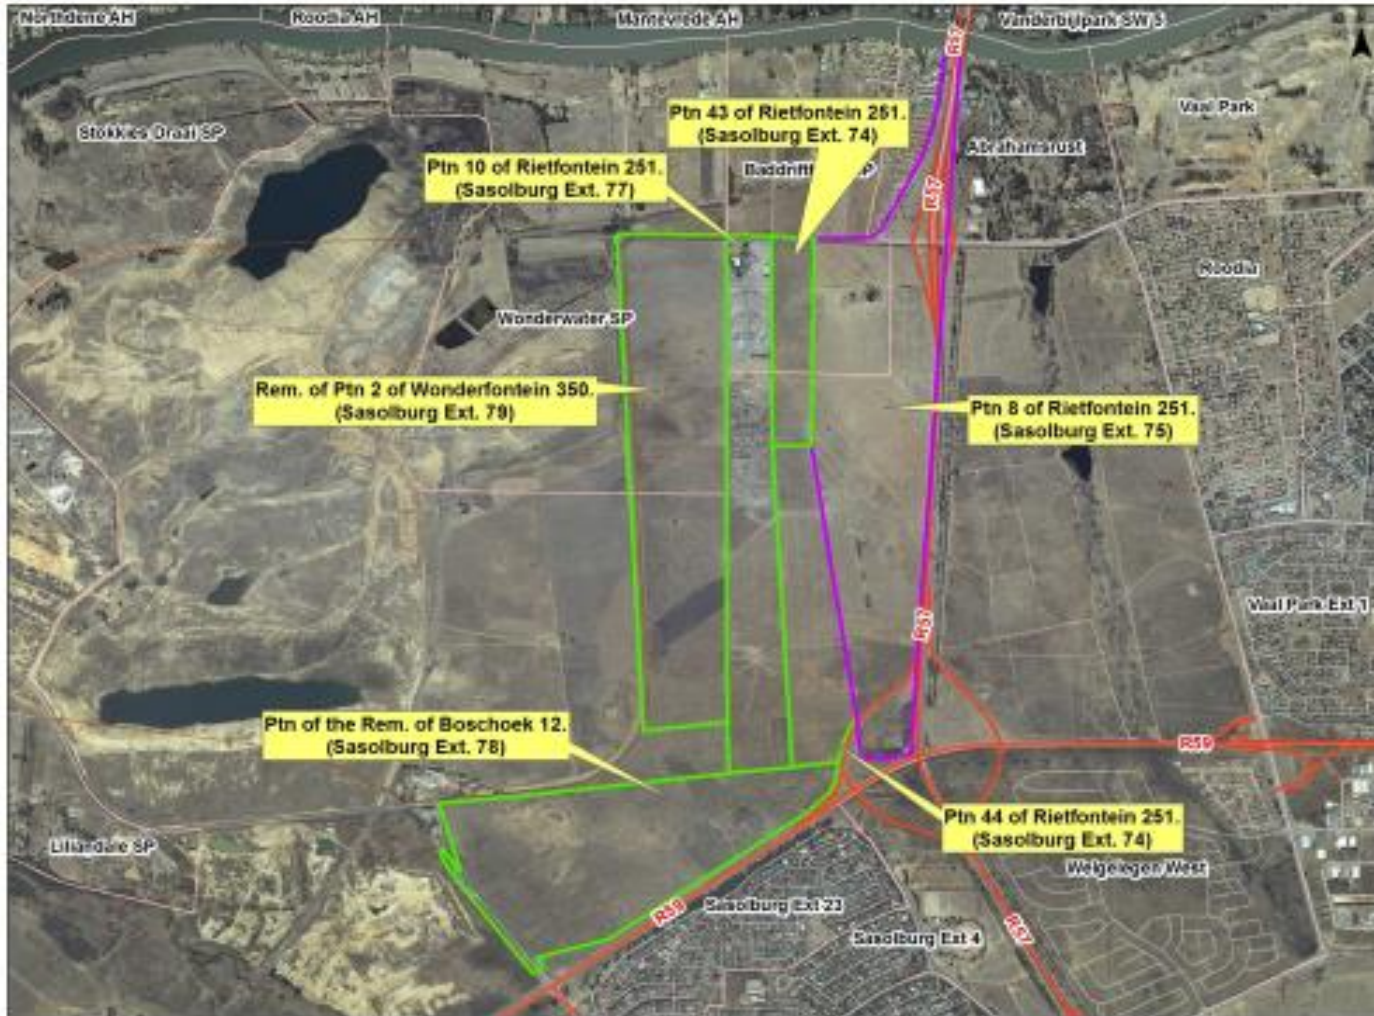 Northdene AH
Roodia AH
Mantevrede AH
Vanderbijlpark SW 5
R57
Ptn 43 of Rietfontein 251.
(Sasolburg Ext. 74)
Vaal Park
Stokkies Draai SP
Abrahamsrust
Ptn 10 of Rietfontein 251.
(Sasolburg Ext. 77)
R57
Roodia
Wonderwater SP
Rem. of Ptn 2 of Wonderfontein 350.
(Sasolburg Ext. 79)
Ptn 8 of Rietfontein 251.
(Sasolburg Ext. 75)
Vaal Park Ext 1
R57
Ptn of the Rem. of Boschoek 12.
(Sasolburg Ext. 78)
R59
Ptn 44 of Rietfontein 251.
(Sasolburg Ext. 74)
Liliandale SP
Welgelegen West
R59
Sasolburg Ext 23
Sasolburg Ext 4
R57